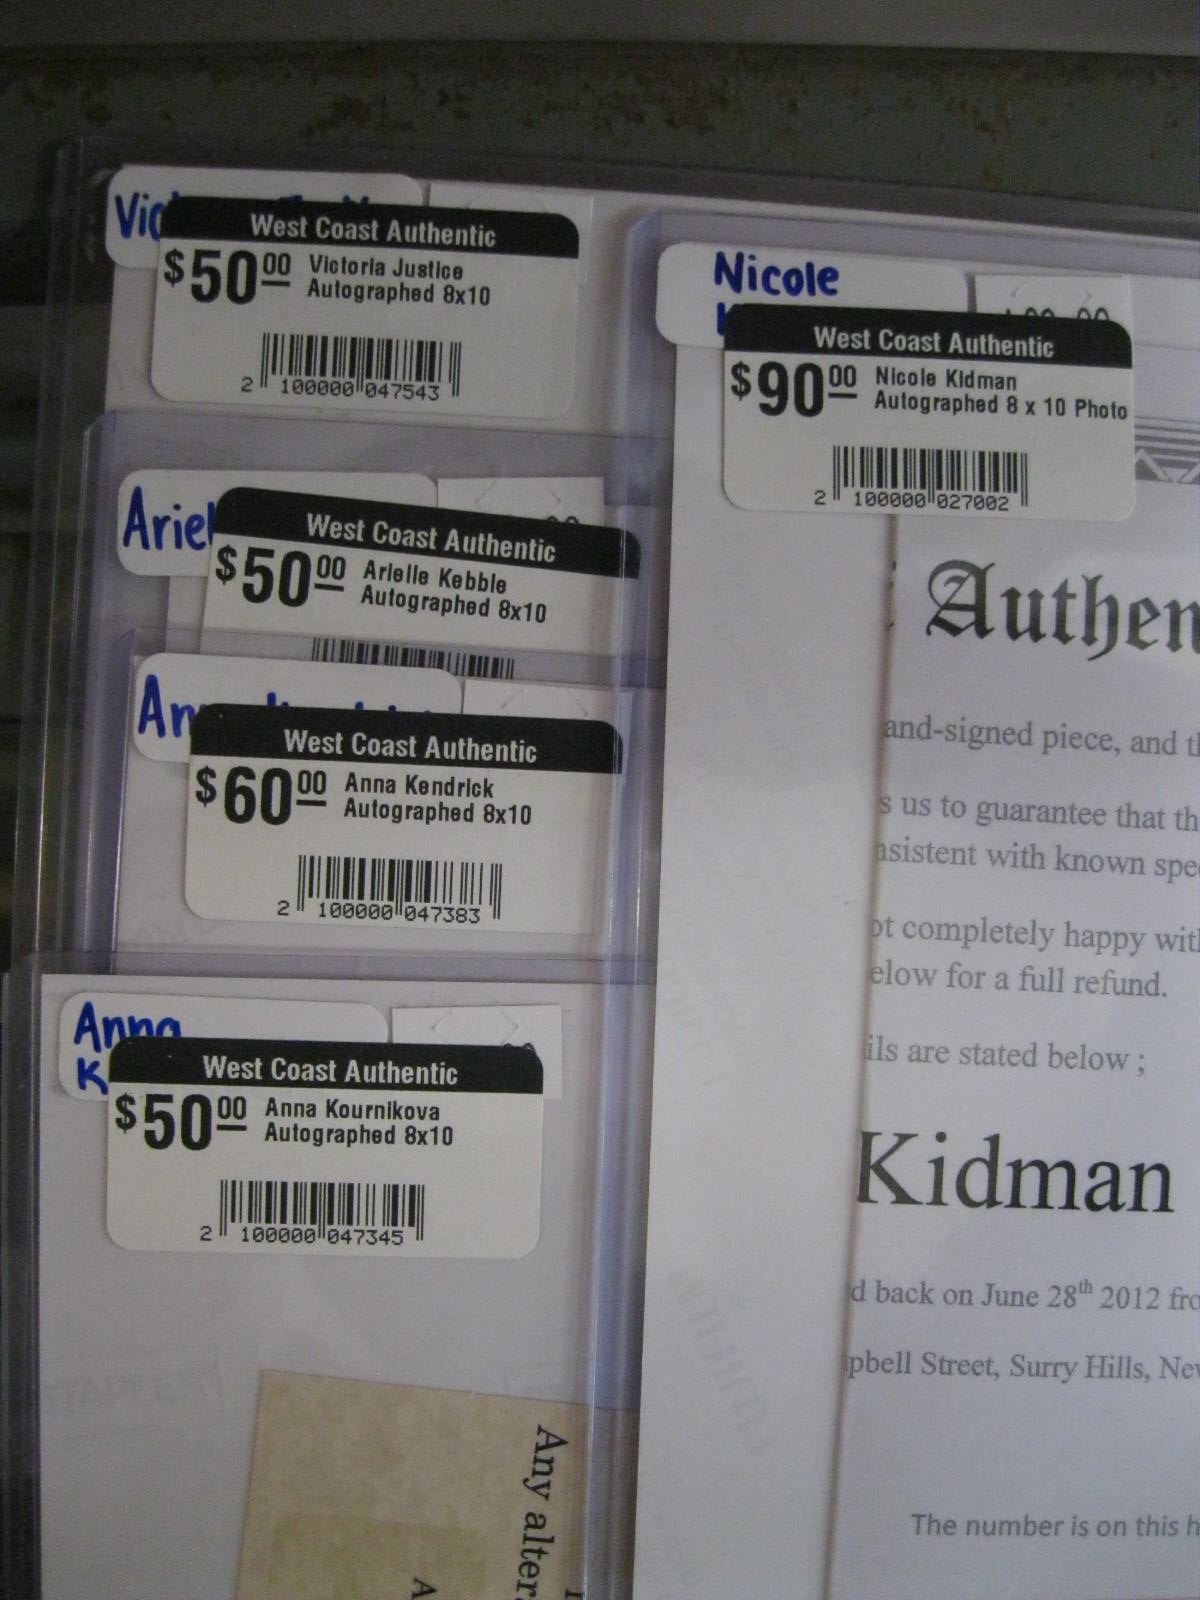 West Coast Authentic
$50.00 Victoria Justice
Autographed 8x10
2 100000 047543
Nicole
West Coast Authentic
$90.00 Nicole Kidman
Autographed 8 x 10 Photo
2 100000 027002
West Coast Authentic
$50.00 Arielle Kebble
Autographed 8x10
West Coast Authentic
$60.00 Anna Kendrick
Autographed 8x10
2 100000 047383
Anna
K
West Coast Authentic
$50.00 Anna Kournikova
Autographed 8x10
2 100000 047345
Any alter
A
Authen
and-signed piece, and th
s us to guarantee that th
nsistent with known spe
ot completely happy with
elow for a full refund.
ils are stated below ;
Kidman
d back on June 28th 2012 fro
pbell Street, Surry Hills, New
The number is on this h